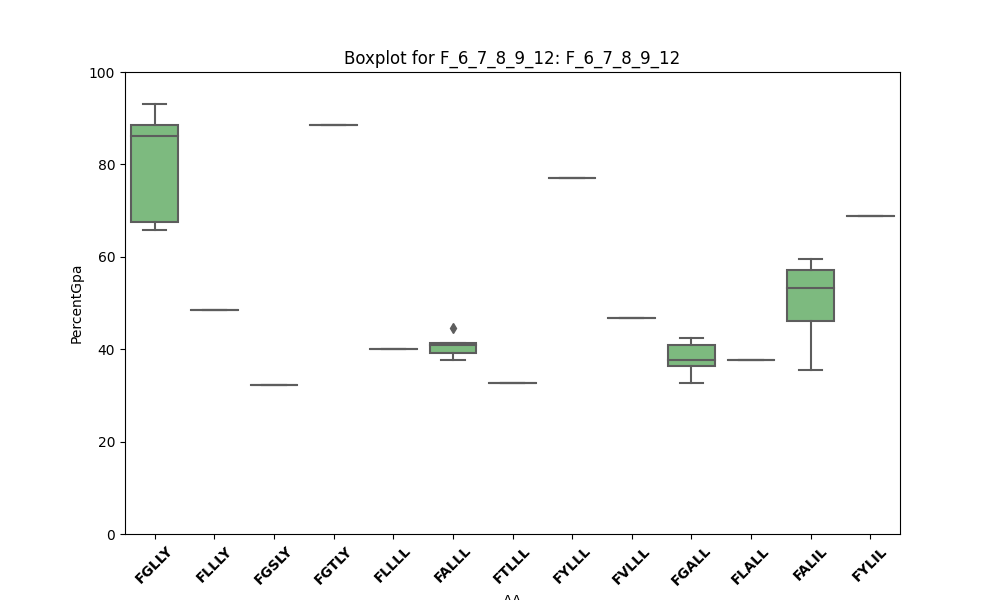 Boxplot for F_6_7_8_9_12: F_6_7_8_9_12
PercentGpa
100
80
60
40
20
0
FGLLY FLLLY FGSLY FGTLY FLLLL FALLL FTLLL FYLLL FVLLL FGALL FLALL FALIL FYLIL
AA